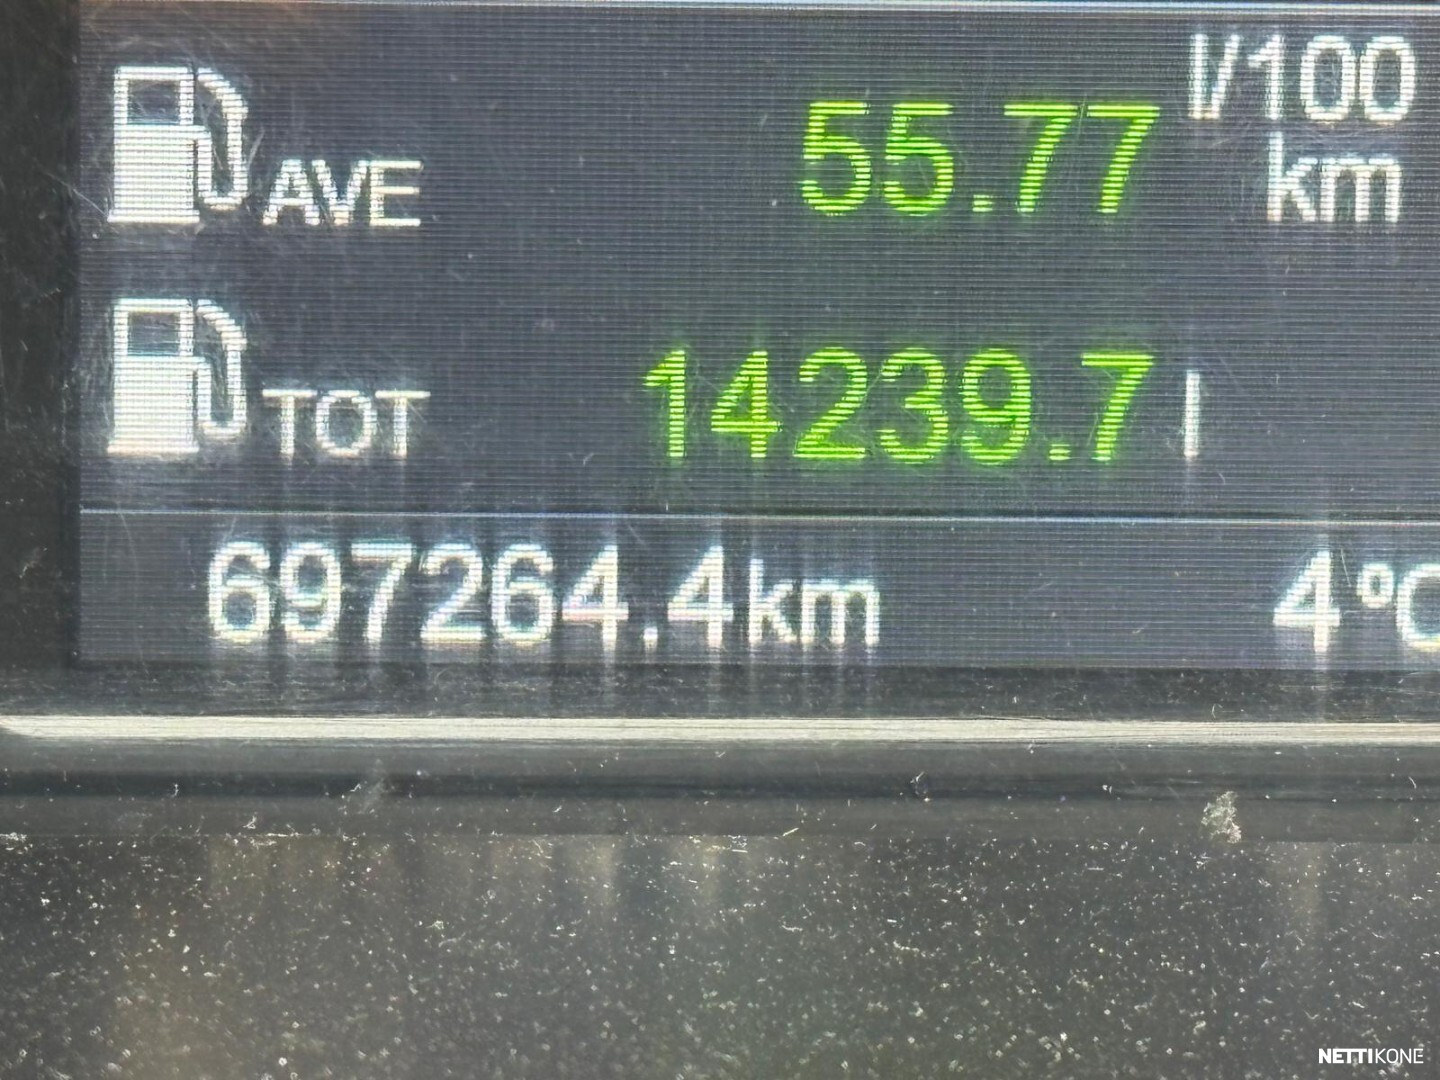 AVE 55.77 l/100 km
TOT 14239.7 l
697264.4km 4°C
NETTIKONE